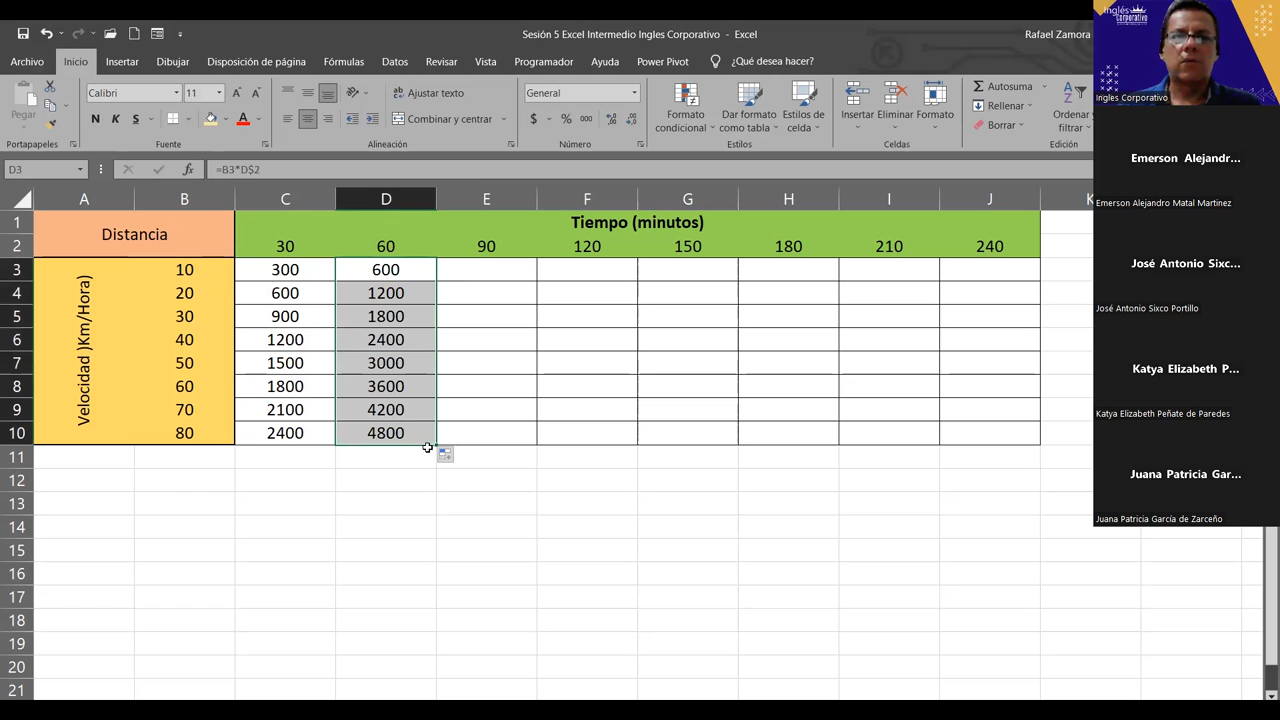 Sesión 5 Excel Intermedio Ingles Corporativo - Excel
Rafael Zamora
Archivo Inicio Insertar Dibujar Disposición de página Fórmulas Datos Revisar Vista Programador Ayuda Power Pivot ¿Qué desea hacer?
Pegar
Calibri 11
N K S
Ajustar texto
Combinar y centrar
General
$ % 000
Formato condicional
Dar formato como tabla
Estilos de celda
Insertar Eliminar Formato
Autosuma
Rellenar
Borrar
Ordenar y filtrar
Portapapeles Fuente Alineación Número Estilos Celdas Edición
D3 fx =B3*D$2
A B C D E F G H I J K
1 Distancia Tiempo (minutos)
2 30 60 90 120 150 180 210 240
Velocidad )Km/Hora)
3 10 300 600
4 20 600 1200
5 30 900 1800
6 40 1200 2400
7 50 1500 3000
8 60 1800 3600
9 70 2100 4200
10 80 2400 4800
11
12
13
14
15
16
17
18
19
20
21
Inglés Corporativo
Ingles Corporativo
Emerson Alejandr...
Emerson Alejandro Matal Martinez
José Antonio Sixc...
José Antonio Sixco Portillo
Katya Elizabeth P...
Katya Elizabeth Peñate de Paredes
Juana Patricia Gar...
Juana Patricia García de Zarceño